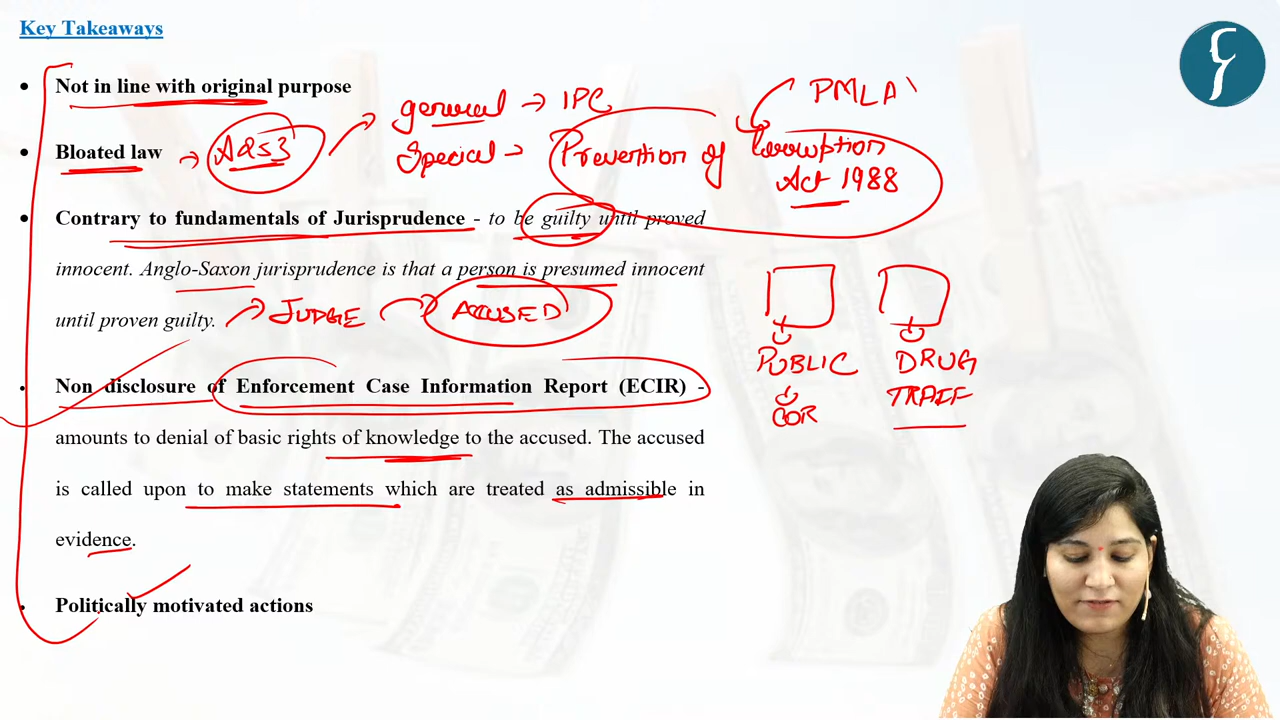 Key Takeaways
• Not in line with original purpose
general → IPC
PMLA
• Bloated law → A253
Special → Prevention of Corruption
Act 1988
• Contrary to fundamentals of Jurisprudence - to be guilty until proved
innocent. Anglo-Saxon jurisprudence is that a person is presumed innocent
until proven guilty.
JUDGE
ACCUSED
PUBLIC
COR
DRUG
TRAIF
• Non disclosure of Enforcement Case Information Report (ECIR) -
amounts to denial of basic rights of knowledge to the accused. The accused
is called upon to make statements which are treated as admissible in
evidence.
• Politically motivated actions